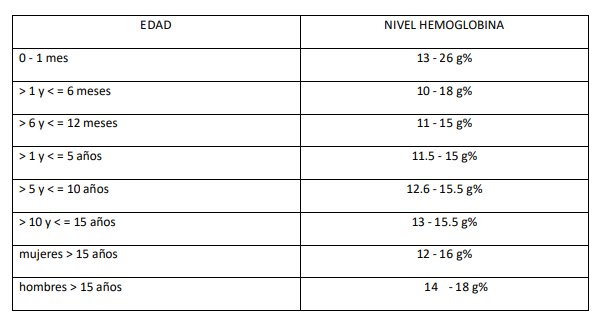 EDAD NIVEL HEMOGLOBINA
0 - 1 mes 13 - 26 g%
> 1 y < = 6 meses 10 - 18 g%
> 6 y < = 12 meses 11 - 15 g%
> 1 y < = 5 años 11.5 - 15 g%
> 5 y < = 10 años 12.6 - 15.5 g%
> 10 y < = 15 años 13 - 15.5 g%
mujeres > 15 años 12 - 16 g%
hombres > 15 años 14 - 18 g%